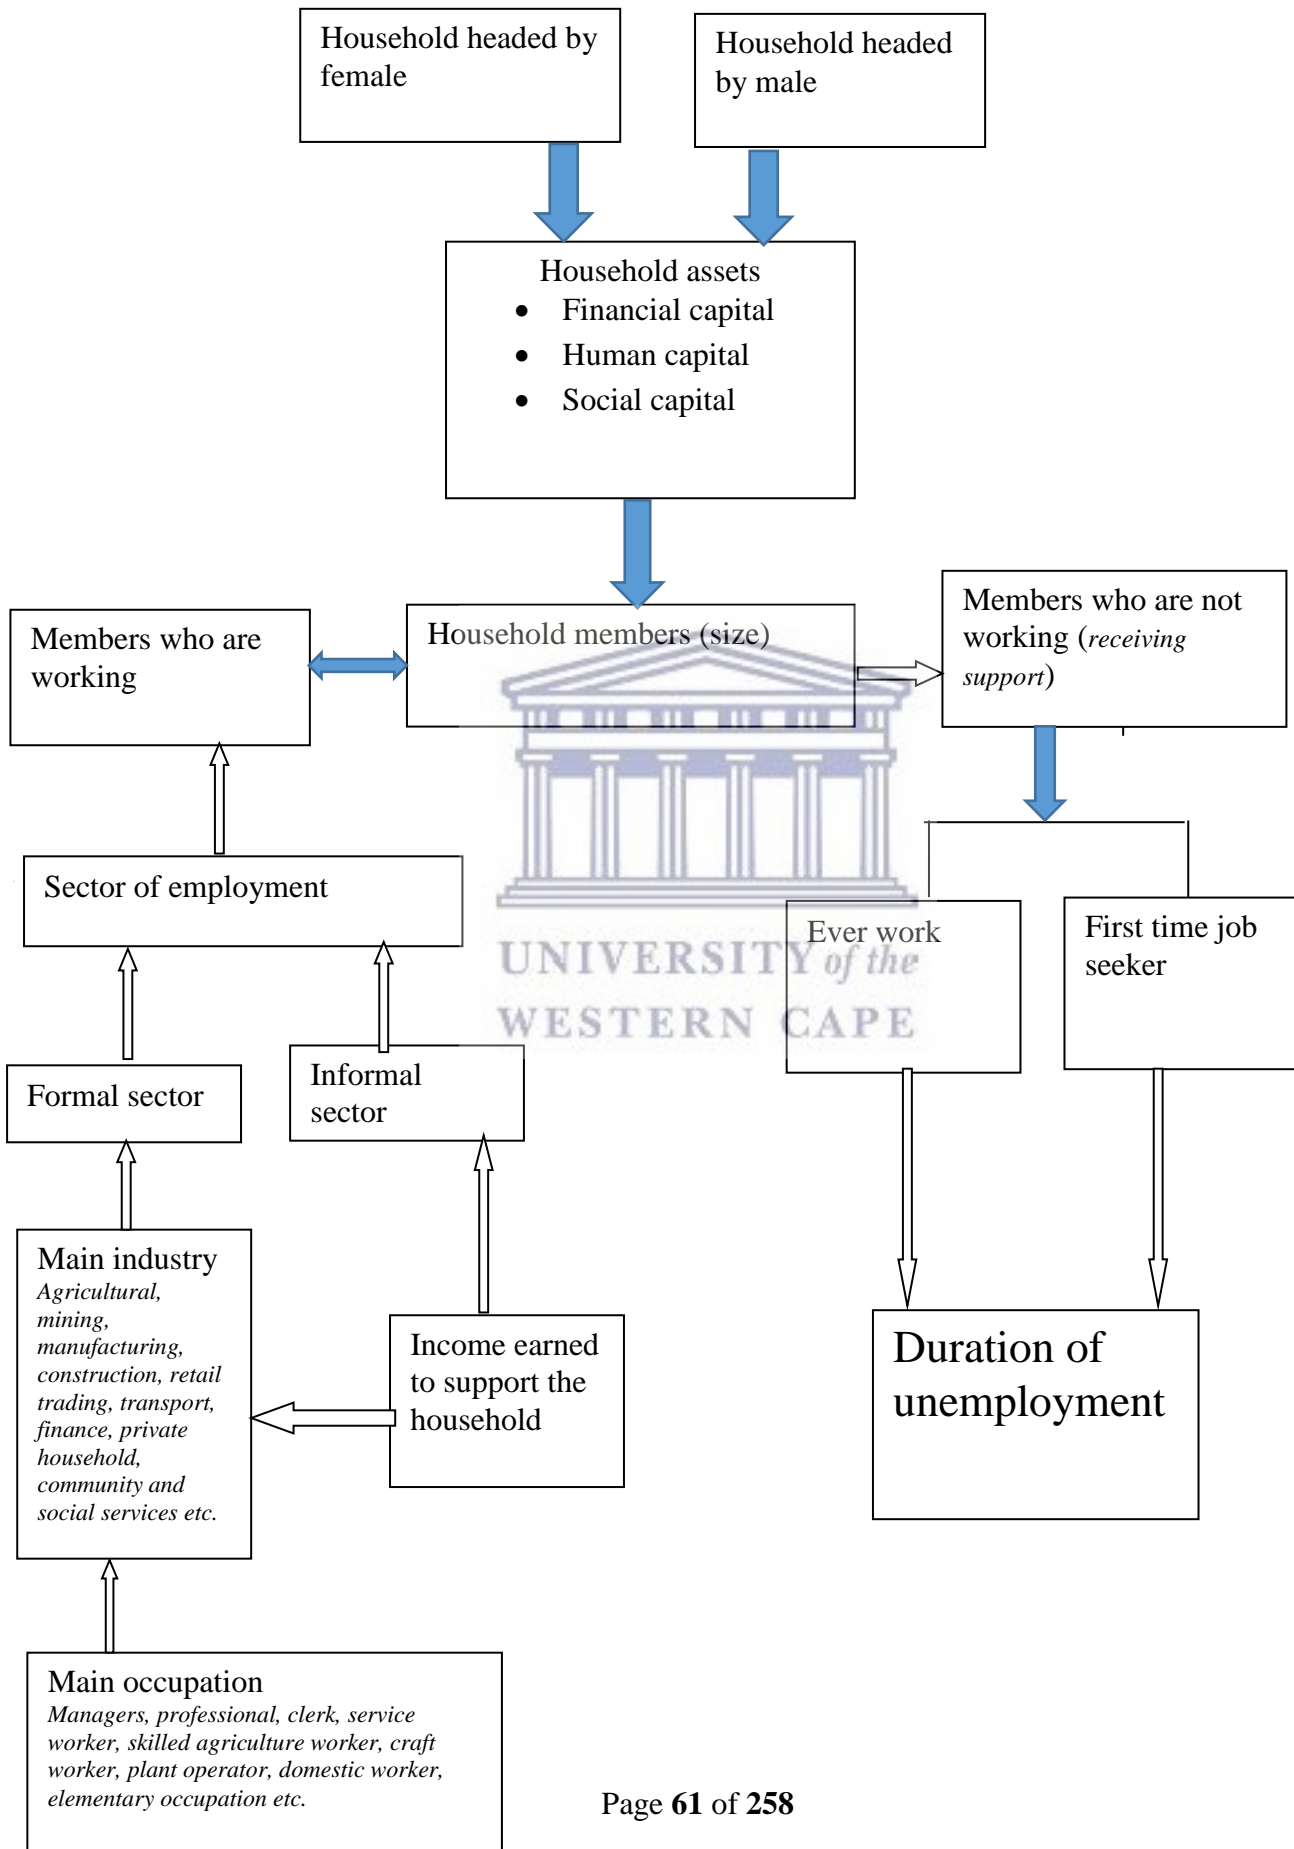 Household headed by
female
Household headed
by male
Household assets
• Financial capital
• Human capital
• Social capital
Members who are
working
Household members (size)
Members who are not
working (receiving
support)
Sector of employment
Ever work
First time job
seeker
UNIVERSITY of the
WESTERN CAPE
Formal sector
Informal
sector
Main industry
Agricultural,
mining,
manufacturing,
construction, retail
trading, transport,
finance, private
household,
community and
social services etc.
Income earned
to support the
household
Duration of
unemployment
Main occupation
Managers, professional, clerk, service
worker, skilled agriculture worker, craft
worker, plant operator, domestic worker,
elementary occupation etc.
Page 61 of 258